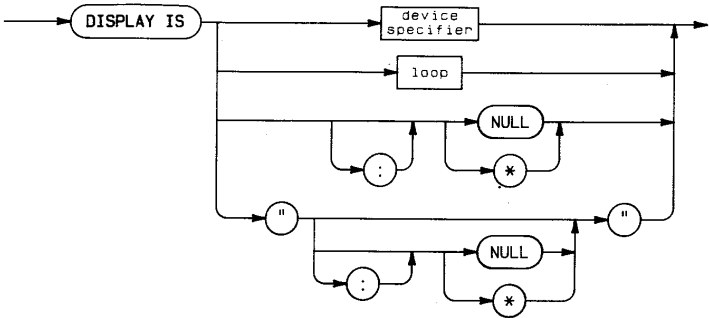 DISPLAY IS
device
specifier
loop
NULL
:
*
"
"
NULL
:
*